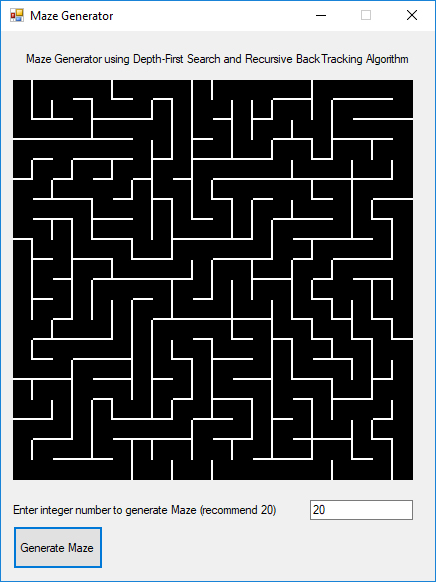 Maze Generator
Maze Generator using Depth-First Search and Recursive BackTracking Algorithm
Enter integer number to generate Maze (recommend 20) 20
Generate Maze